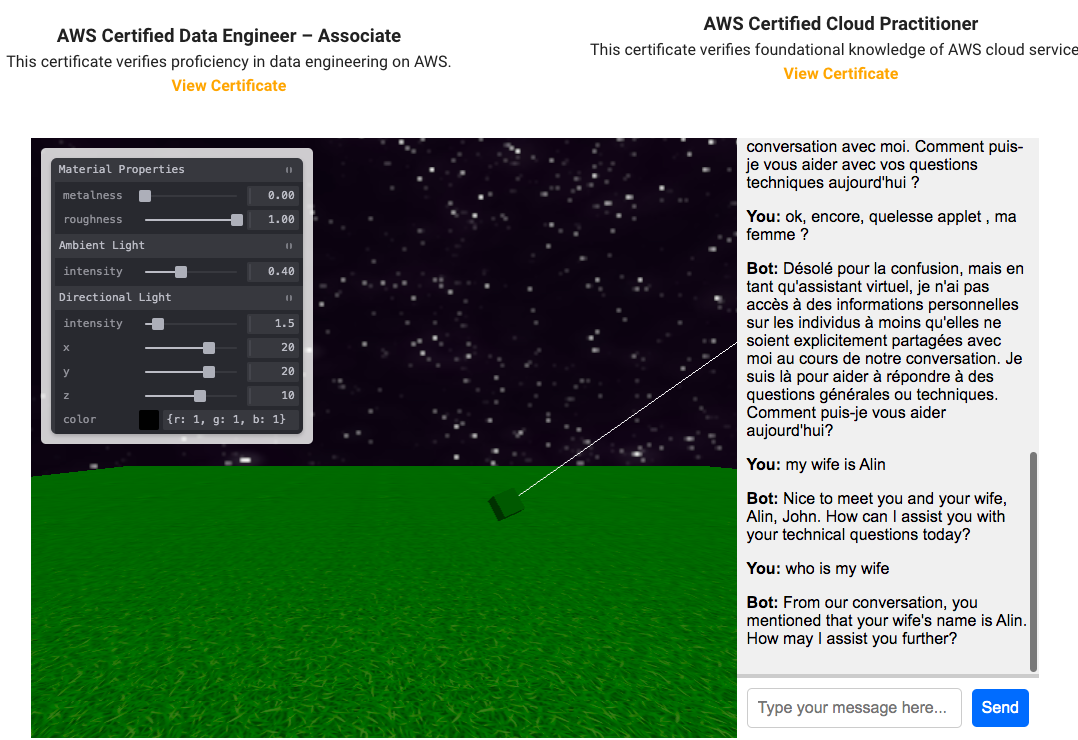 AWS Certified Data Engineer – Associate
This certificate verifies proficiency in data engineering on AWS.
View Certificate
AWS Certified Cloud Practitioner
This certificate verifies foundational knowledge of AWS cloud service
View Certificate
Material Properties
metalness 0.00
roughness 1.00
Ambient Light
intensity 0.40
Directional Light
intensity 1.5
x 20
y 20
z 10
color {r: 1, g: 1, b: 1}
conversation avec moi. Comment puis-
je vous aider avec vos questions
techniques aujourd'hui ?
You: ok, encore, quelesse applet , ma
femme ?
Bot: Désolé pour la confusion, mais en
tant qu'assistant virtuel, je n'ai pas
accès à des informations personnelles
sur les individus à moins qu'elles ne
soient explicitement partagées avec
moi au cours de notre conversation. Je
suis là pour aider à répondre à des
questions générales ou techniques.
Comment puis-je vous aider
aujourd'hui?
You: my wife is Alin
Bot: Nice to meet you and your wife,
Alin, John. How can I assist you with
your technical questions today?
You: who is my wife
Bot: From our conversation, you
mentioned that your wife's name is Alin.
How may I assist you further?
Type your message here...
Send